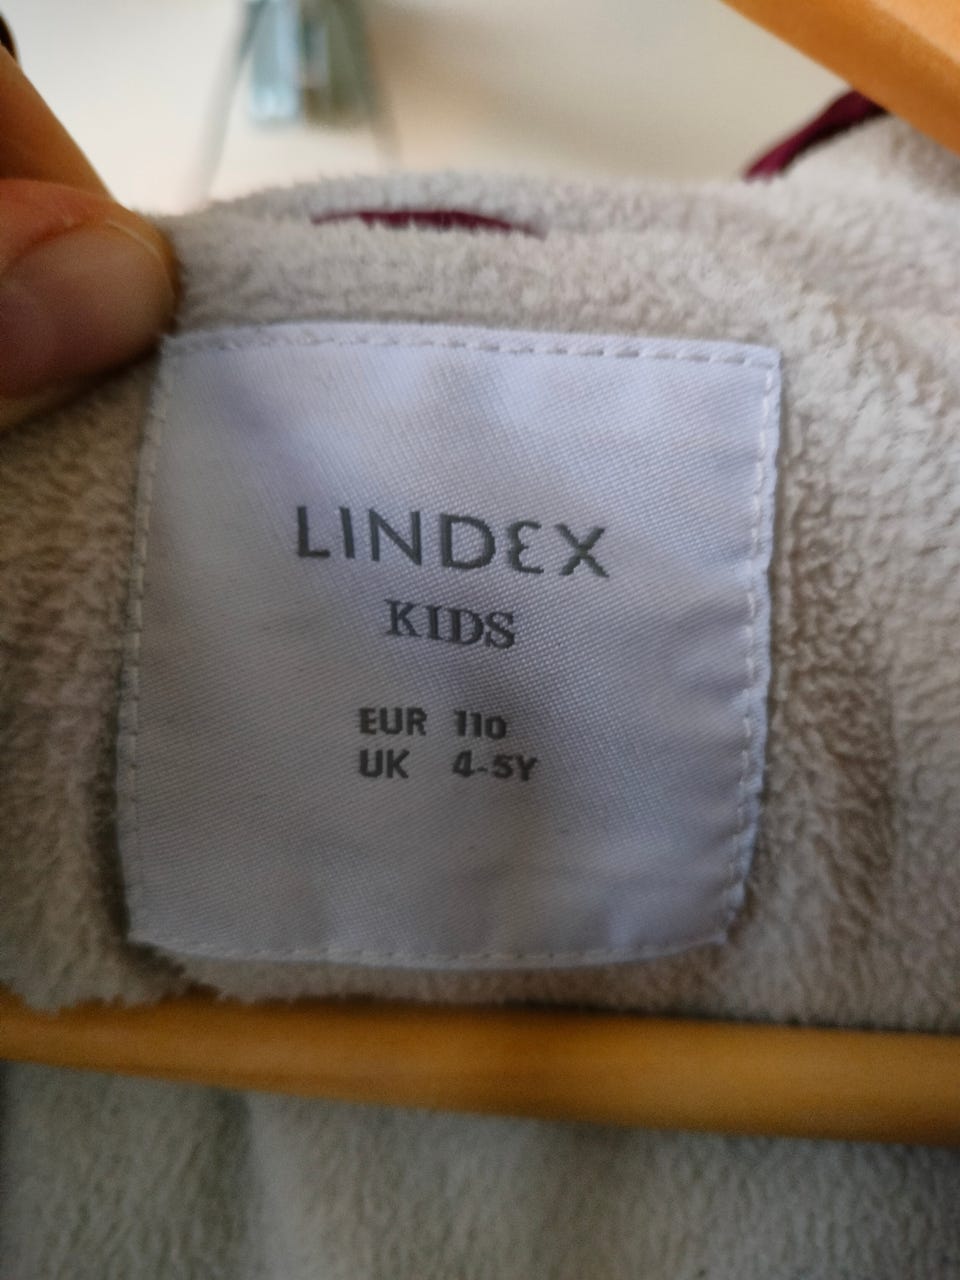 LINDEX
KIDS
EUR 110
UK 4-5Y